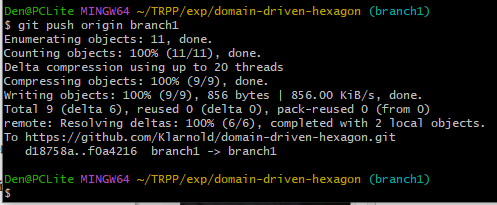 Den@PCLite MINGW64 ~/TRPP/exp/domain-driven-hexagon (branch1)
$ git push origin branch1
Enumerating objects: 11, done.
Counting objects: 100% (11/11), done.
Delta compression using up to 20 threads
Compressing objects: 100% (9/9), done.
Writing objects: 100% (9/9), 856 bytes | 856.00 KiB/s, done.
Total 9 (delta 6), reused 0 (delta 0), pack-reused 0 (from 0)
remote: Resolving deltas: 100% (6/6), completed with 2 local objects.
To https://github.com/Klarnold/domain-driven-hexagon.git
   d18758a..f0a4216  branch1 -> branch1

Den@PCLite MINGW64 ~/TRPP/exp/domain-driven-hexagon (branch1)
$